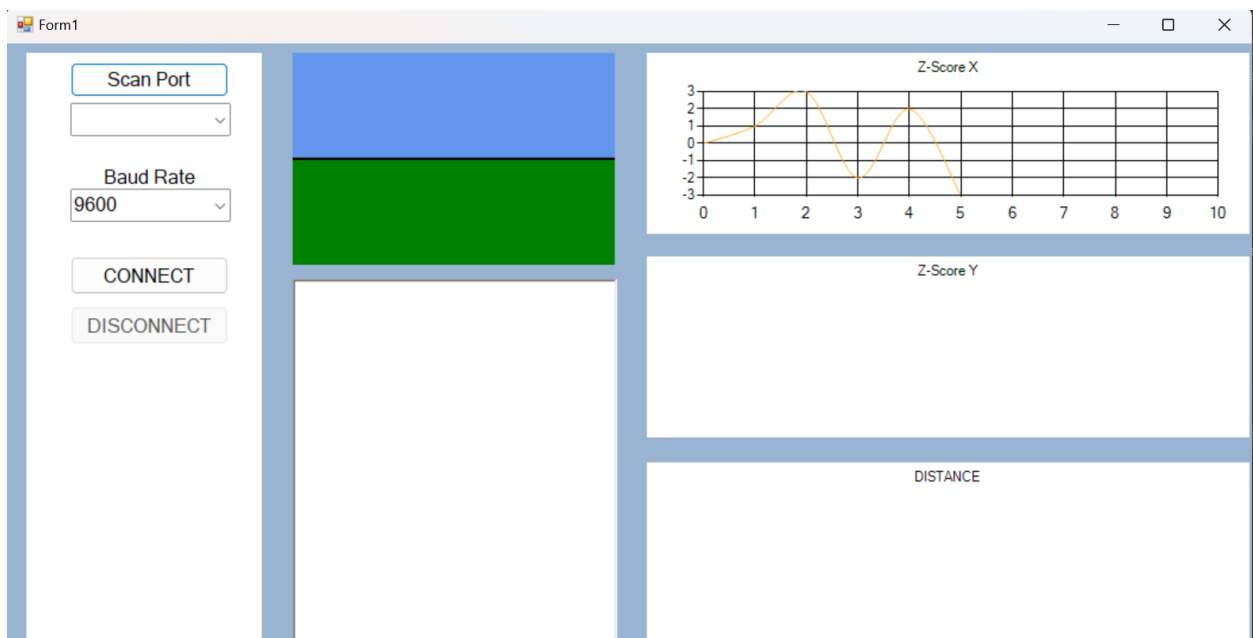 Form1
Scan Port
Baud Rate
9600
CONNECT
DISCONNECT
Z-Score X
3
2
1
0
-1
-2
-3
0 1 2 3 4 5 6 7 8 9 10
Z-Score Y
DISTANCE